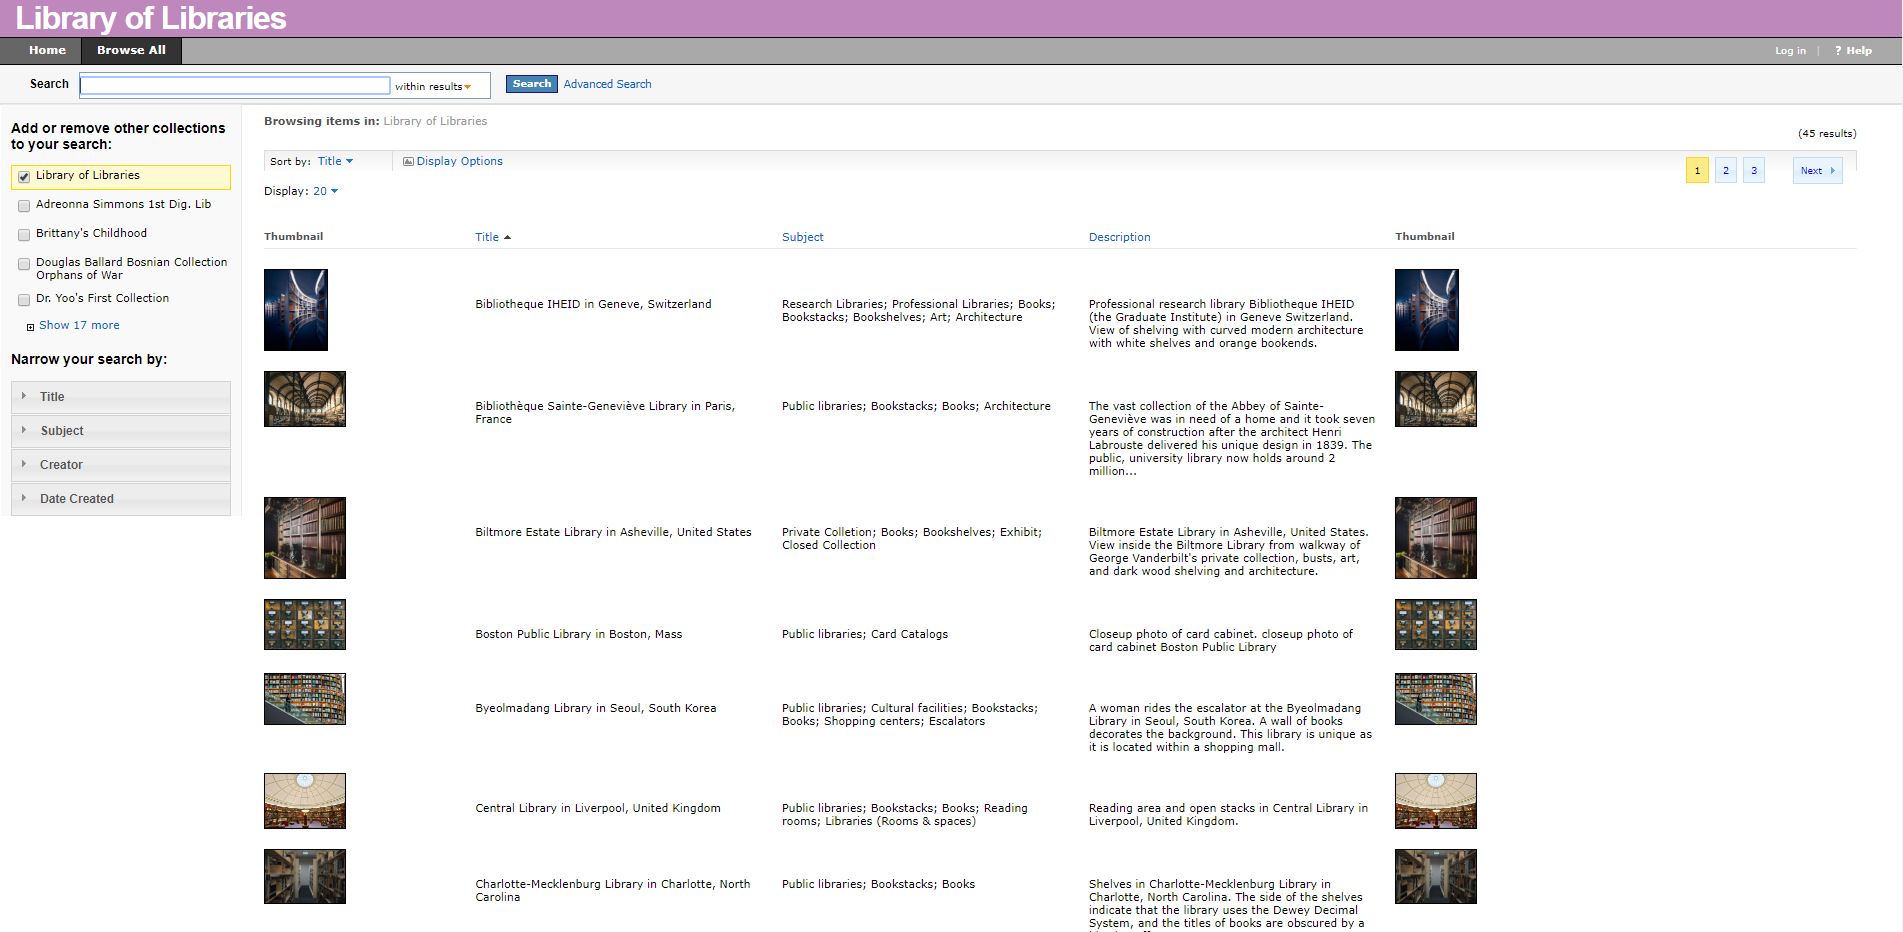 Library of Libraries
Home Browse All Log in | ? Help
Search within results Search Advanced Search
Add or remove other collections
to your search:
Library of Libraries
Adreonna Simmons 1st Dig. Lib
Brittany's Childhood
Douglas Ballard Bosnian Collection
Orphans of War
Dr. Yoo's First Collection
Show 17 more
Narrow your search by:
Title
Subject
Creator
Date Created
Browsing items in: Library of Libraries
(45 results)
Sort by: Title Display Options
1 2 3 Next
Display: 20
Thumbnail Title Subject Description Thumbnail
Bibliotheque IHEID in Geneve, Switzerland
Research Libraries; Professional Libraries; Books;
Bookstacks; Bookshelves; Art; Architecture
Professional research library Bibliotheque IHEID
(the Graduate Institute) in Geneve Switzerland.
View of shelving with curved modern architecture
with white shelves and orange bookends.
Bibliothèque Sainte-Geneviève Library in Paris,
France
Public libraries; Bookstacks; Books; Architecture
The vast collection of the Abbey of Sainte-
Geneviève was in need of a home and it took seven
years of construction after the architect Henri
Labrouste delivered his unique design in 1839. The
public, university library now holds around 2
million...
Biltmore Estate Library in Asheville, United States
Private Colletion; Books; Bookshelves; Exhibit;
Closed Collection
Biltmore Estate Library in Asheville, United States.
View inside the Biltmore Library from walkway of
George Vanderbilt's private collection, busts, art,
and dark wood shelving and architecture.
Boston Public Library in Boston, Mass
Public libraries; Card Catalogs
Closeup photo of card cabinet. closeup photo of
card cabinet Boston Public Library
Byeolmadang Library in Seoul, South Korea
Public libraries; Cultural facilities; Bookstacks;
Books; Shopping centers; Escalators
A woman rides the escalator at the Byeolmadang
Library in Seoul, South Korea. A wall of books
decorates the background. This library is unique as
it is located within a shopping mall.
Central Library in Liverpool, United Kingdom
Public libraries; Bookstacks; Books; Reading
rooms; Libraries (Rooms & spaces)
Reading area and open stacks in Central Library in
Liverpool, United Kingdom.
Charlotte-Mecklenburg Library in Charlotte, North
Carolina
Public libraries; Bookstacks; Books
Shelves in Charlotte-Mecklenburg Library in
Charlotte, North Carolina. The side of the shelves
indicate that the library uses the Dewey Decimal
System, and the titles of books are obscured by a